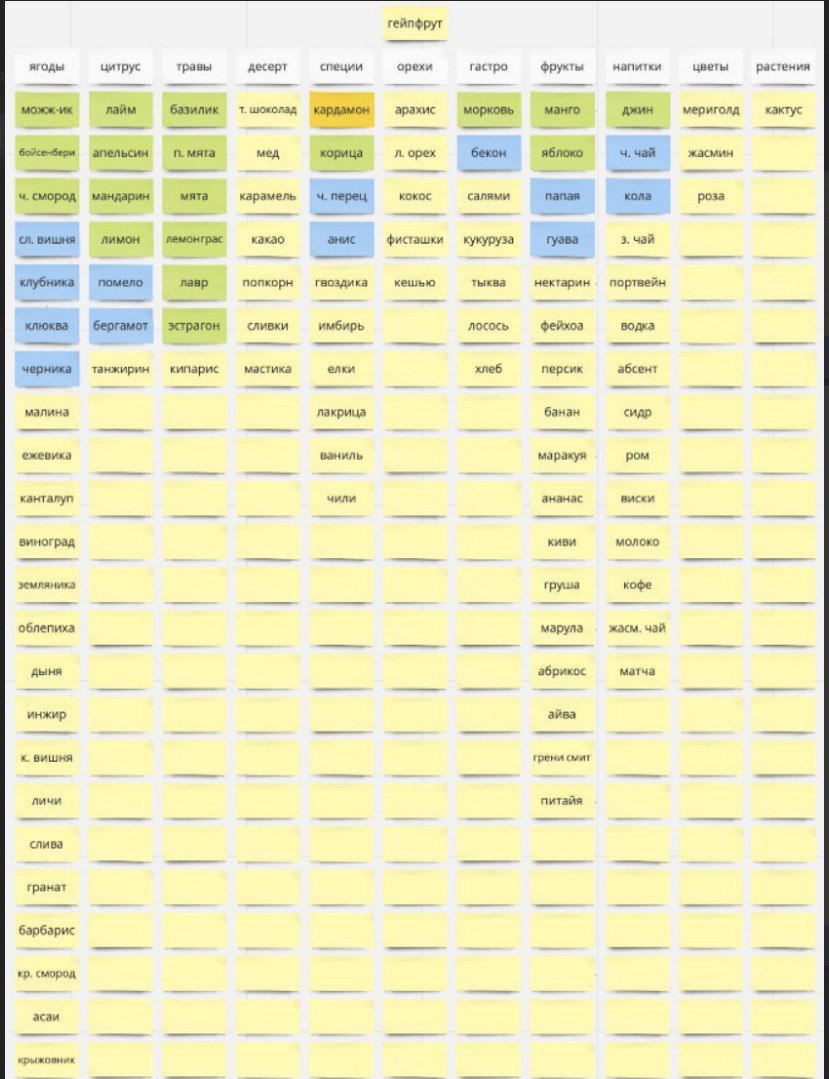 гейпфрут
ягоды цитрус травы десерт специи орехи гастро фрукты напитки цветы растения
можж-ик лайм базилик т. шоколад кардамон арахис морковь манго джин мериголд кактус
бойсенбери апельсин п. мята мед корица л. орех бекон яблоко ч. чай жасмин
ч. смород мандарин мята карамель ч. перец кокос салями папая кола роза
сл. вишня лимон лемонграс какао анис фисташки кукуруза гуава з. чай
клубника помело лавр попкорн гвоздика кешью тыква нектарин портвейн
клюква бергамот эстрагон сливки имбирь лосось фейхоа водка
черника танжирин кипарис мастика елки хлеб персик абсент
малина лакрица банан сидр
ежевика ваниль маракуя ром
канталуп чили ананас виски
виноград киви молоко
земляника груша кофе
облепиха марула жасм. чай
дыня абрикос матча
инжир айва
к. вишня грени смит
личи питайя
слива
гранат
барбарис
кр. смород
асаи
крыжовник